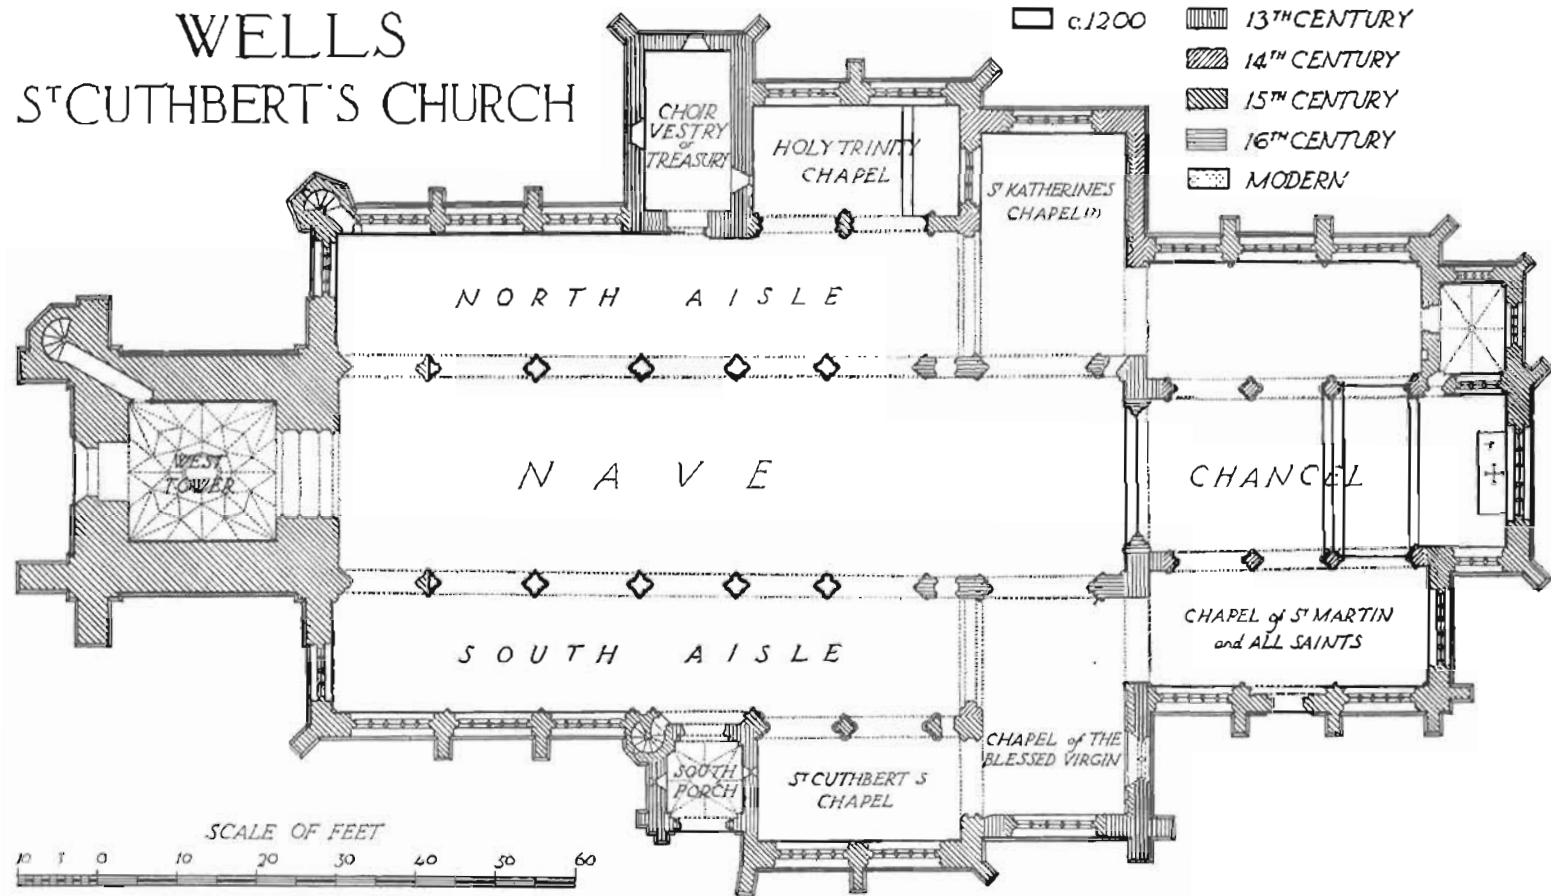 WELLS
ST CUTHBERT'S CHURCH
c.1200
13TH CENTURY
14TH CENTURY
15TH CENTURY
16TH CENTURY
MODERN
CHOIR
VESTRY
or
TREASURY
HOLY TRINITY
CHAPEL
ST KATHERINE'S
CHAPEL (?)
NORTH AISLE
WEST
TOWER
NAVE
CHANCEL
SOUTH AISLE
CHAPEL of ST MARTIN
and ALL SAINTS
SOUTH
PORCH
ST CUTHBERT S
CHAPEL
CHAPEL of THE
BLESSED VIRGIN
SCALE OF FEET
10 5 0 10 20 30 40 50 60